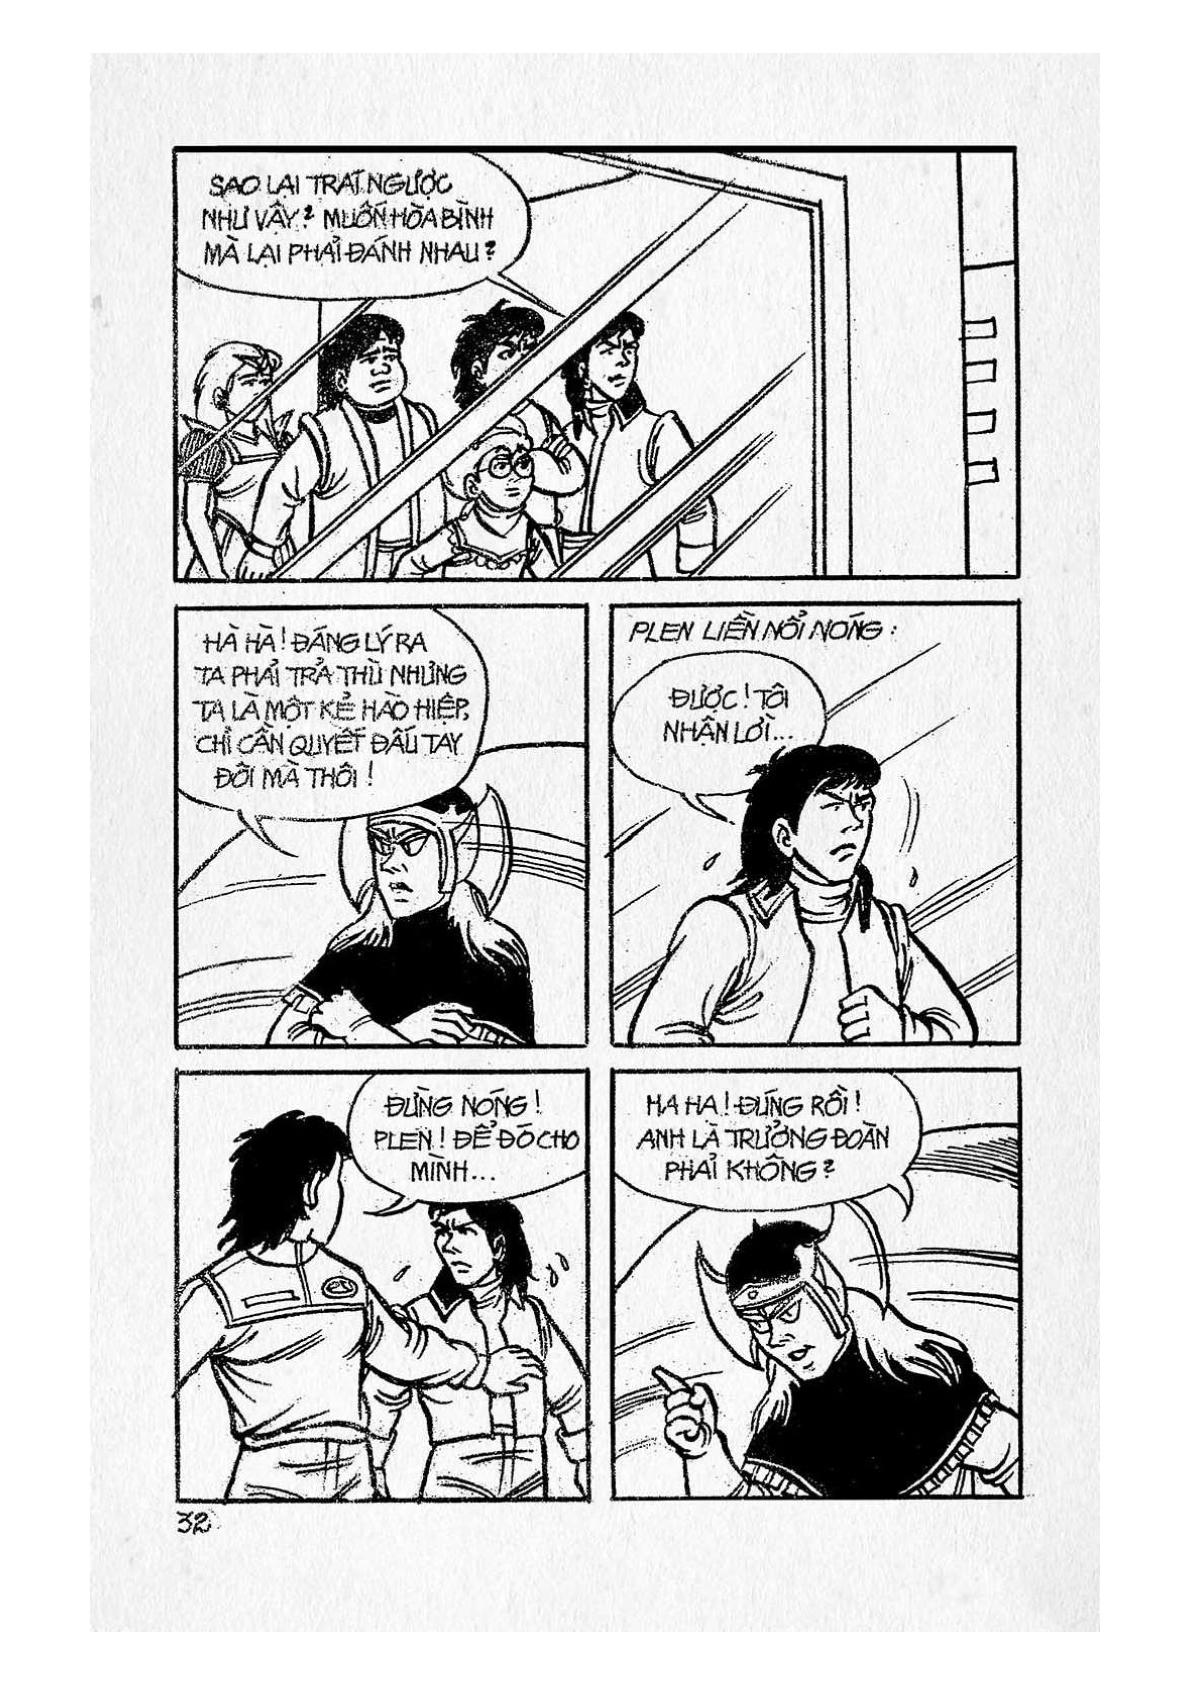 SAO LẠI TRÁI NGƯỢC
NHƯ VẬY? MUỐN HÒA BÌNH
MÀ LẠI PHẢI ĐÁNH NHAU?
HÀ HÀ! ĐÁNG LÝ RA
TA PHẢI TRẢ THÙ NHƯNG
TA LÀ MỘT KẺ HÀO HIỆP,
CHỈ CẦN QUYẾT ĐẤU TAY
ĐÔI MÀ THÔI!
PLEN LIỀN NỔI NÓNG:
ĐƯỢC! TÔI
NHẬN LỜI...
ĐỪNG NÓNG!
PLEN! ĐỂ ĐÓ CHO
MÌNH...
HA HA! ĐÚNG RỒI!
ANH LÀ TRƯỞNG ĐOÀN
PHẢI KHÔNG?
32